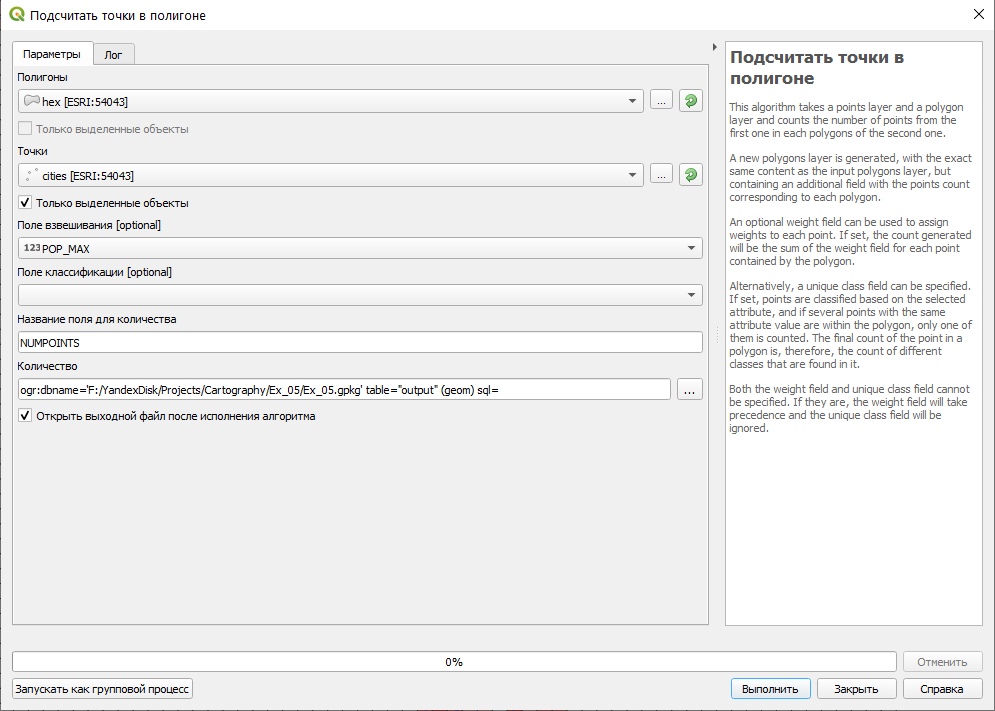 Подсчитать точки в полигоне
Параметры
Лог
Полигоны
hex [ESRI:54043]
...
Только выделенные объекты
Точки
cities [ESRI:54043]
...
Только выделенные объекты
Поле взвешивания [optional]
123 POP_MAX
Поле классификации [optional]
Название поля для количества
NUMPOINTS
Количество
ogr:dbname='F:/YandexDisk/Projects/Cartography/Ex_05/Ex_05.gpkg' table="output" (geom) sql=
...
Открыть выходной файл после исполнения алгоритма
Подсчитать точки в
полигоне
This algorithm takes a points layer and a polygon
layer and counts the number of points from the
first one in each polygons of the second one.
A new polygons layer is generated, with the exact
same content as the input polygons layer, but
containing an additional field with the points count
corresponding to each polygon.
An optional weight field can be used to assign
weights to each point. If set, the count generated
will be the sum of the weight field for each point
contained by the polygon.
Alternatively, a unique class field can be specified.
If set, points are classified based on the selected
attribute, and if several points with the same
attribute value are within the polygon, only one of
them is counted. The final count of the point in a
polygon is, therefore, the count of different
classes that are found in it.
Both the weight field and unique class field cannot
be specified. If they are, the weight field will take
precedence and the unique class field will be
ignored.
0%
Отменить
Запускать как групповой процесс
Выполнить
Закрыть
Справка